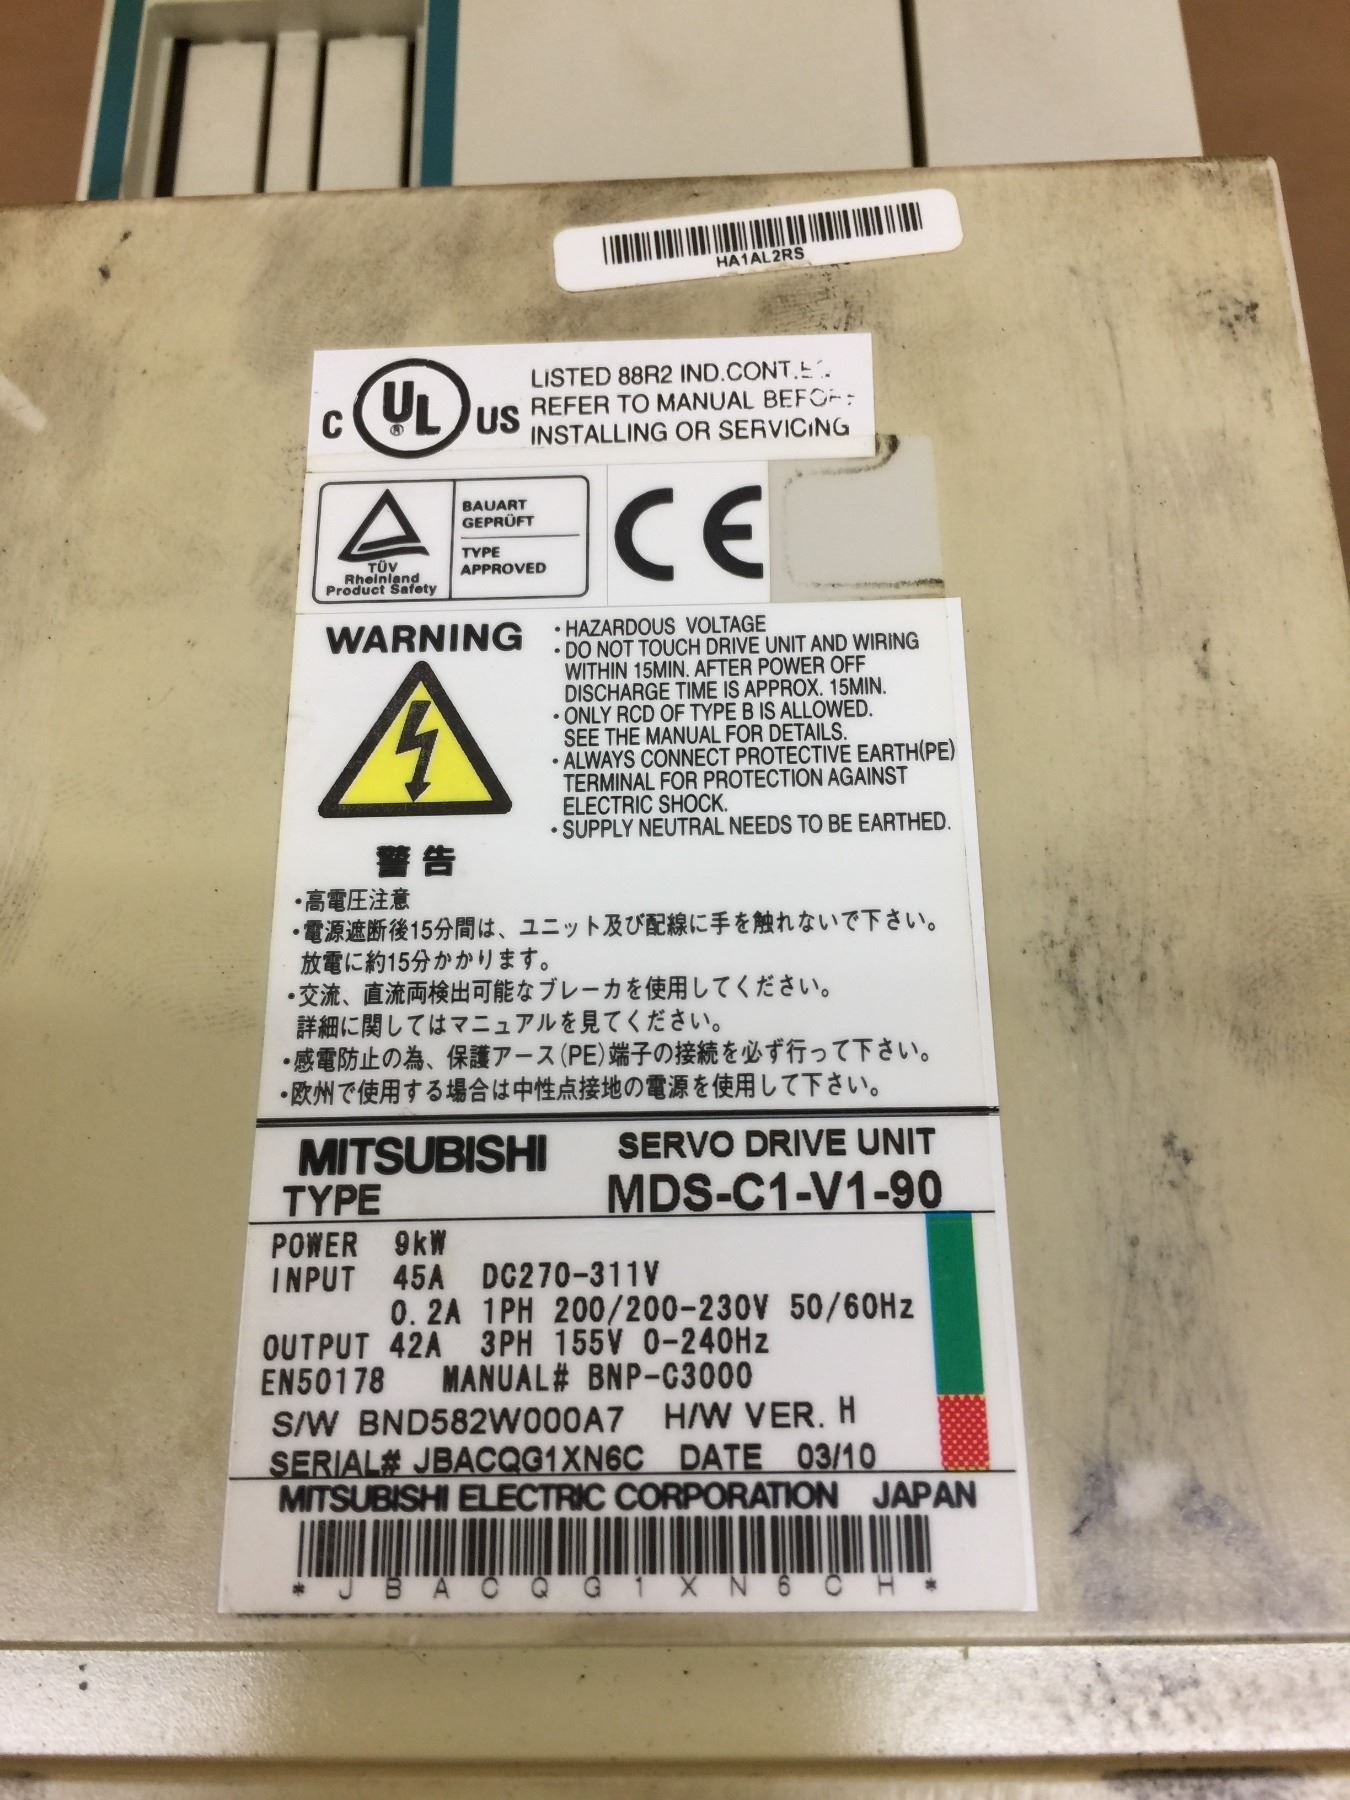 HA1AL2RS
LISTED 88R2 IND.CONT.
C UL ® US
REFER TO MANUAL BEFORE
INSTALLING OR SERVICING
BAUART
GEPRÜFT
TYPE
APPROVED
TÜV
Rheinland
Product Safety
CE
WARNING
・HAZARDOUS VOLTAGE
・DO NOT TOUCH DRIVE UNIT AND WIRING
WITHIN 15MIN. AFTER POWER OFF
DISCHARGE TIME IS APPROX. 15MIN.
・ONLY RCD OF TYPE B IS ALLOWED.
SEE THE MANUAL FOR DETAILS.
・ALWAYS CONNECT PROTECTIVE EARTH(PE)
TERMINAL FOR PROTECTION AGAINST
ELECTRIC SHOCK.
・SUPPLY NEUTRAL NEEDS TO BE EARTHED.
警告
・高電圧注意
・電源遮断後15分間は、ユニット及び配線に手を触れないで下さい。
放電に約15分かかります。
・交流、直流両検出可能なブレーカを使用してください。
詳細に関してはマニュアルを見てください。
・感電防止の為、保護アース(PE)端子の接続を必ず行って下さい。
・欧州で使用する場合は中性点接地の電源を使用して下さい。
MITSUBISHI SERVO DRIVE UNIT
TYPE MDS-C1-V1-90
POWER 9kW
INPUT 45A DC270-311V
0.2A 1PH 200/200-230V 50/60Hz
OUTPUT 42A 3PH 155V 0-240Hz
EN50178 MANUAL# BNP-C3000
S/W BND582W000A7 H/W VER. H
SERIAL# JBACQG1XN6C DATE 03/10
MITSUBISHI ELECTRIC CORPORATION JAPAN
*JBACQG1XN6CH*